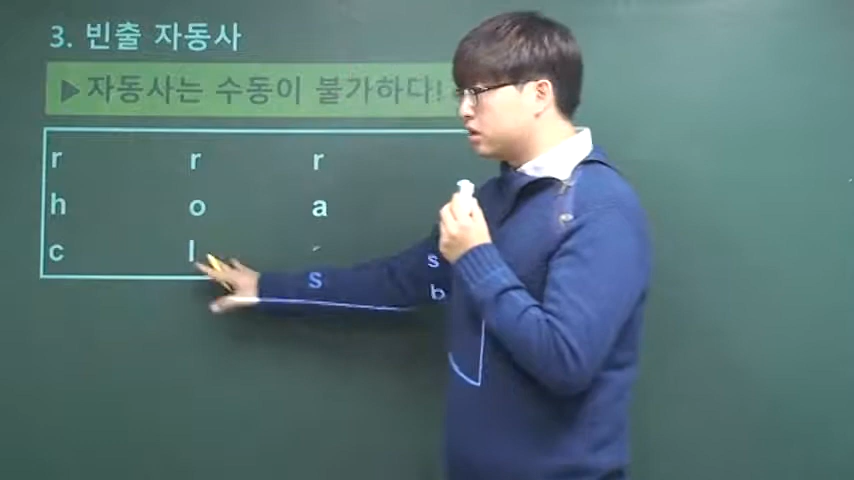 3. 빈출 자동사
▶자동사는 수동이 불가하다!
r r r
h o a
c l s
s b